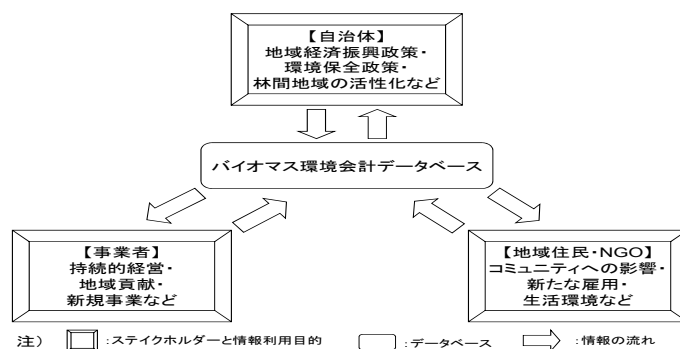 【自治体】
地域経済振興政策・
環境保全政策・
林間地域の活性化など
バイオマス環境会計データベース
【事業者】
持続的経営・
地域貢献・
新規事業など
【地域住民・NGO】
コミュニティへの影響・
新たな雇用・
生活環境など
注) :ステイクホルダーと情報利用目的 :データベース :情報の流れ